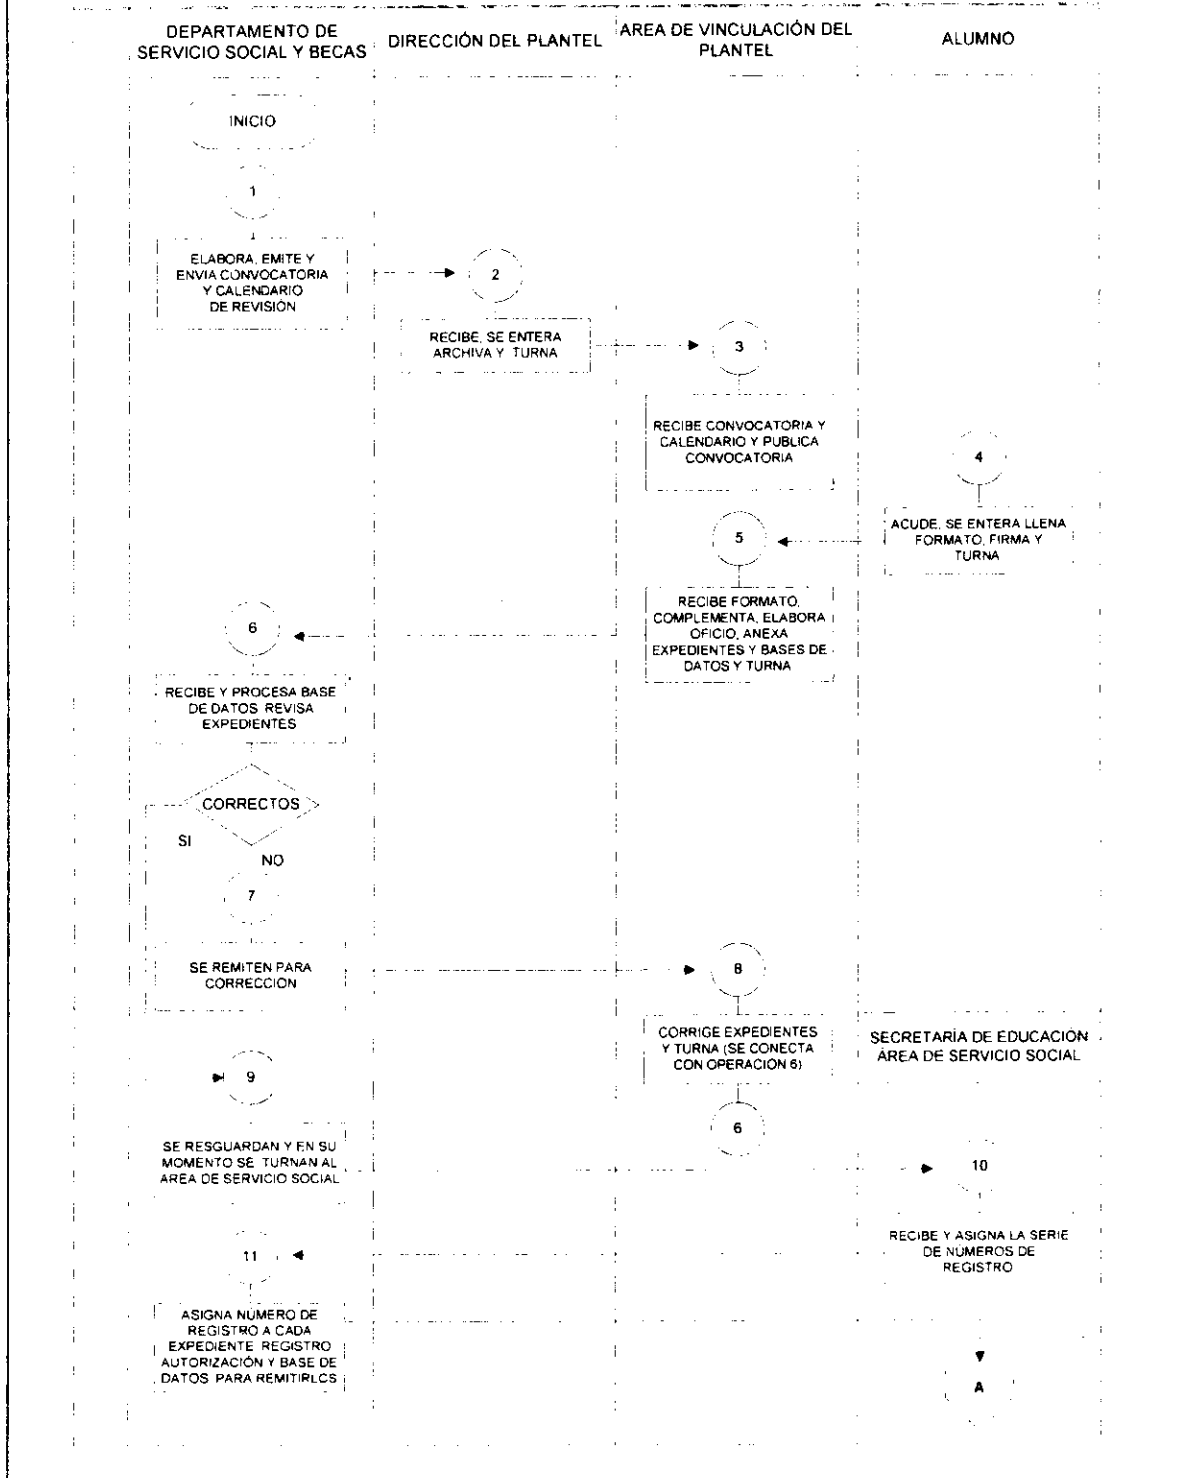 DEPARTAMENTO DE
SERVICIO SOCIAL Y BECAS
DIRECCIÓN DEL PLANTEL
AREA DE VINCULACIÓN DEL
PLANTEL
ALUMNO
INICIO
1
ELABORA, EMITE Y
ENVIA CONVOCATORIA
Y CALENDARIO
DE REVISIÓN
2
RECIBE, SE ENTERA
ARCHIVA Y TURNA
3
RECIBE CONVOCATORIA Y
CALENDARIO Y PUBLICA
CONVOCATORIA
4
ACUDE, SE ENTERA LLENA
FORMATO, FIRMA Y
TURNA
5
RECIBE FORMATO,
COMPLEMENTA, ELABORA
OFICIO, ANEXA
EXPEDIENTES Y BASES DE
DATOS Y TURNA
6
RECIBE Y PROCESA BASE
DE DATOS REVISA
EXPEDIENTES
CORRECTOS
SI
NO
7
SE REMITEN PARA
CORRECCION
8
CORRIGE EXPEDIENTES
Y TURNA (SE CONECTA
CON OPERACION 6)
6
SECRETARÍA DE EDUCACIÓN
ÁREA DE SERVICIO SOCIAL
9
SE RESGUARDAN Y EN SU
MOMENTO SE TURNAN AL
AREA DE SERVICIO SOCIAL
10
RECIBE Y ASIGNA LA SERIE
DE NÚMEROS DE
REGISTRO
11
ASIGNA NÚMERO DE
REGISTRO A CADA
EXPEDIENTE REGISTRO
AUTORIZACIÓN Y BASE DE
DATOS PARA REMITIRLOS
A